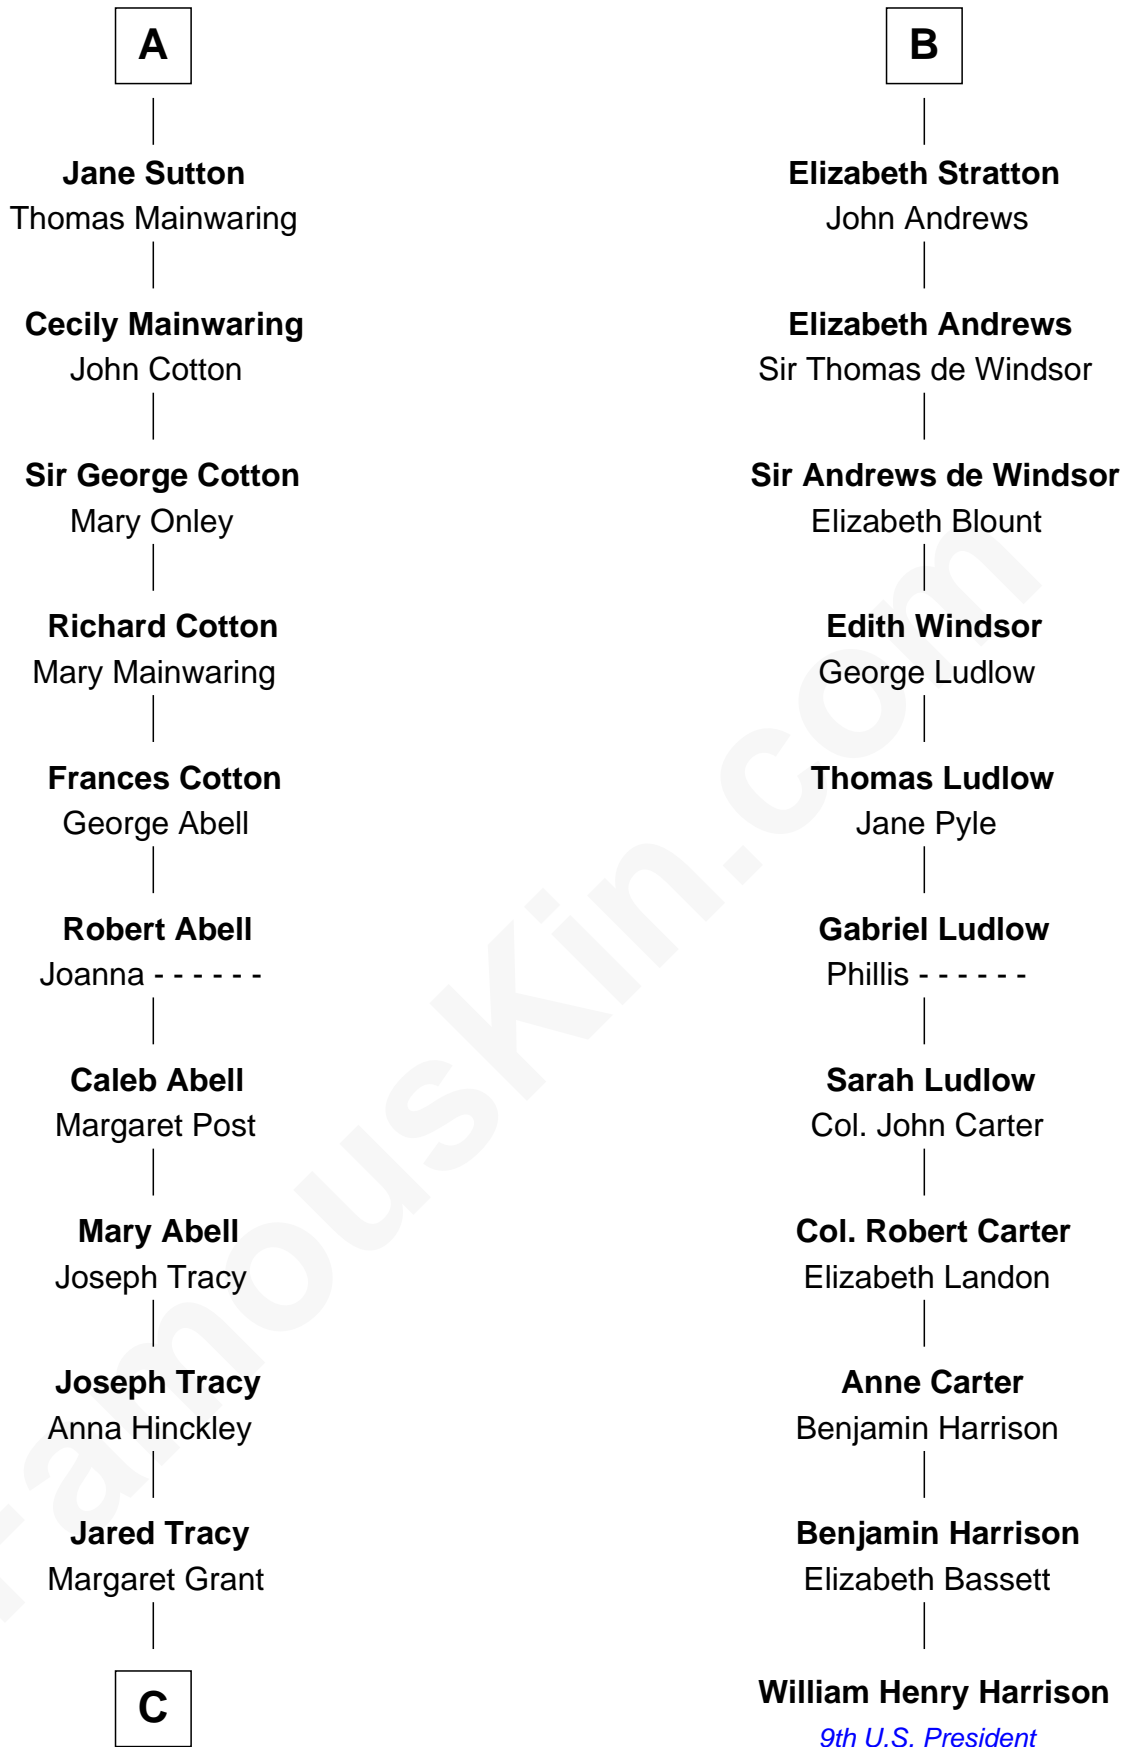 A
Jane Sutton
Thomas Mainwaring
Cecily Mainwaring
John Cotton
Sir George Cotton
Mary Onley
Richard Cotton
Mary Mainwaring
Frances Cotton
George Abell
Robert Abell
Joanna - - - - - -
Caleb Abell
Margaret Post
Mary Abell
Joseph Tracy
Joseph Tracy
Anna Hinckley
Jared Tracy
Margaret Grant
C
B
Elizabeth Stratton
John Andrews
Elizabeth Andrews
Sir Thomas de Windsor
Sir Andrews de Windsor
Elizabeth Blount
Edith Windsor
George Ludlow
Thomas Ludlow
Jane Pyle
Gabriel Ludlow
Phillis - - - - - -
Sarah Ludlow
Col. John Carter
Col. Robert Carter
Elizabeth Landon
Anne Carter
Benjamin Harrison
Benjamin Harrison
Elizabeth Bassett
William Henry Harrison
9th U.S. President
FamousKin.com